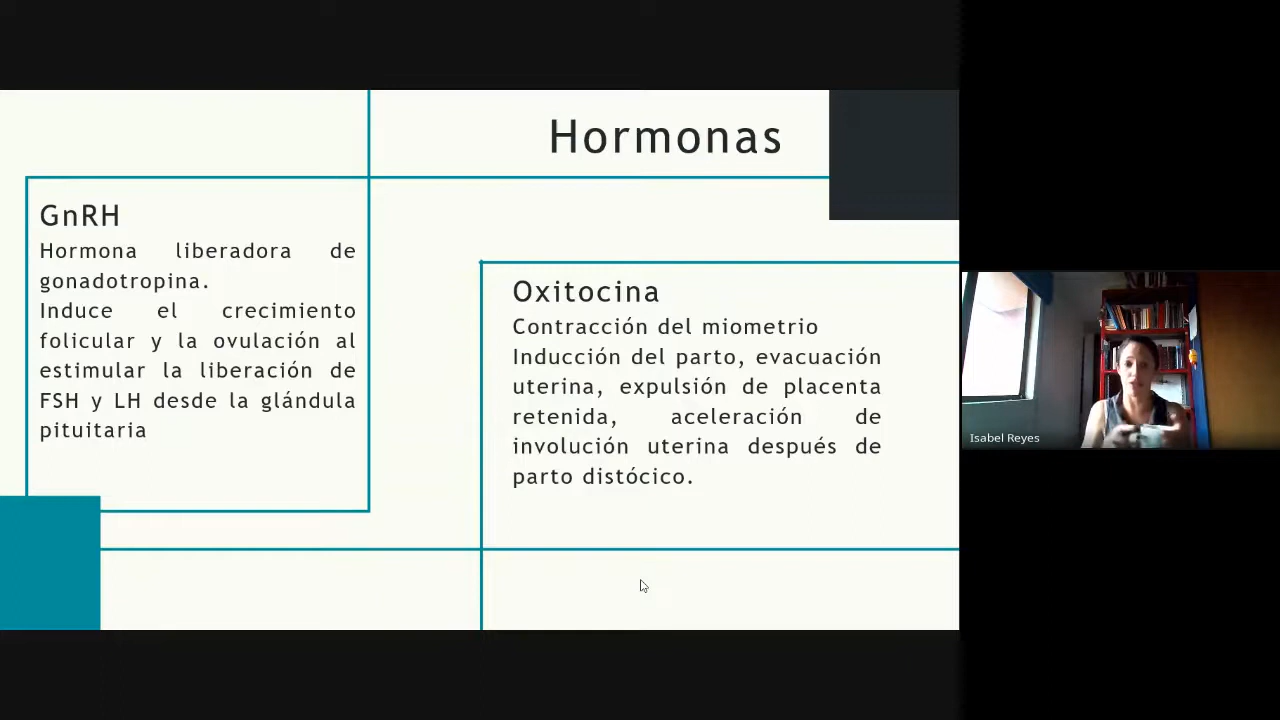 Hormonas
GnRH
Hormona liberadora de
gonadotropina.
Induce el crecimiento
folicular y la ovulación al
estimular la liberación de
FSH y LH desde la glándula
pituitaria
Oxitocina
Contracción del miometrio
Inducción del parto, evacuación
uterina, expulsión de placenta
retenida, aceleración de
involución uterina después de
parto distócico.
Isabel Reyes